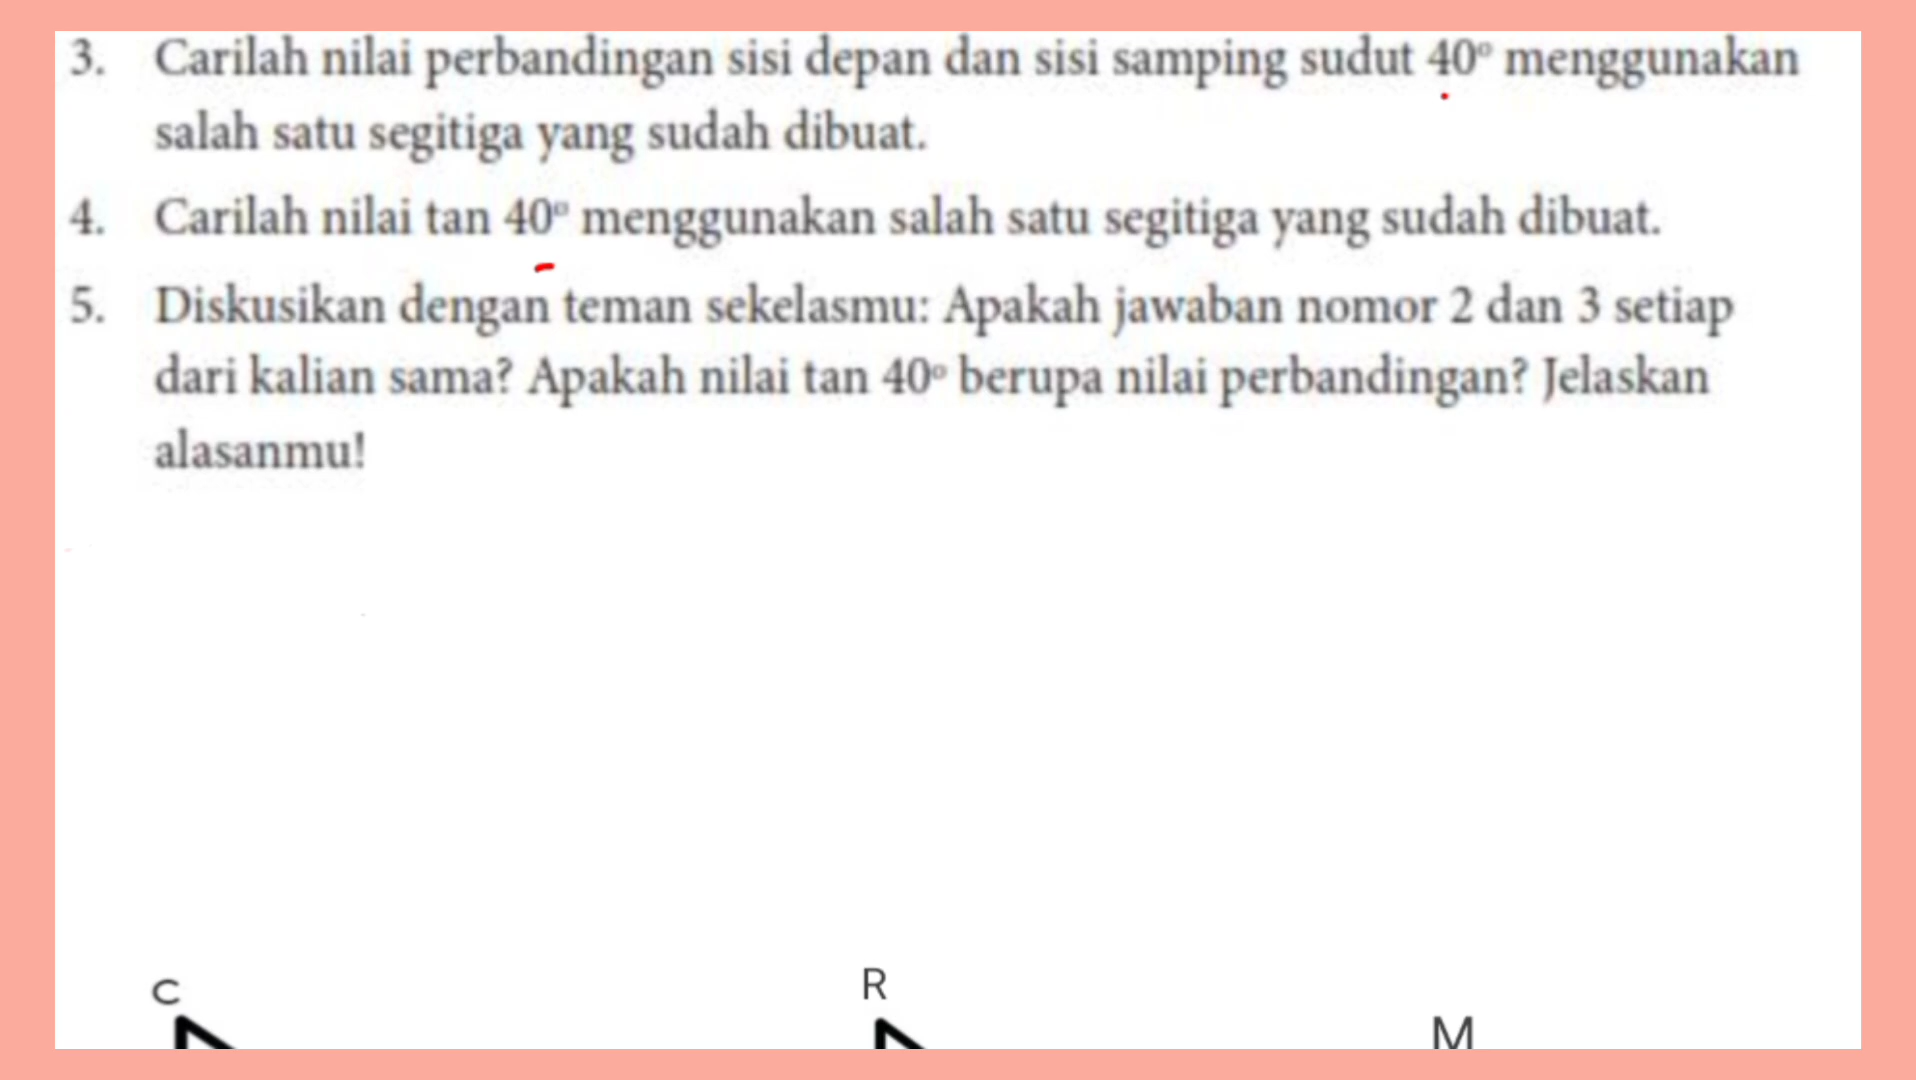 3. Carilah nilai perbandingan sisi depan dan sisi samping sudut 40° menggunakan
salah satu segitiga yang sudah dibuat.
4. Carilah nilai tan 40° menggunakan salah satu segitiga yang sudah dibuat.
5. Diskusikan dengan teman sekelasmu: Apakah jawaban nomor 2 dan 3 setiap
dari kalian sama? Apakah nilai tan 40° berupa nilai perbandingan? Jelaskan
alasanmu!
C
R
M